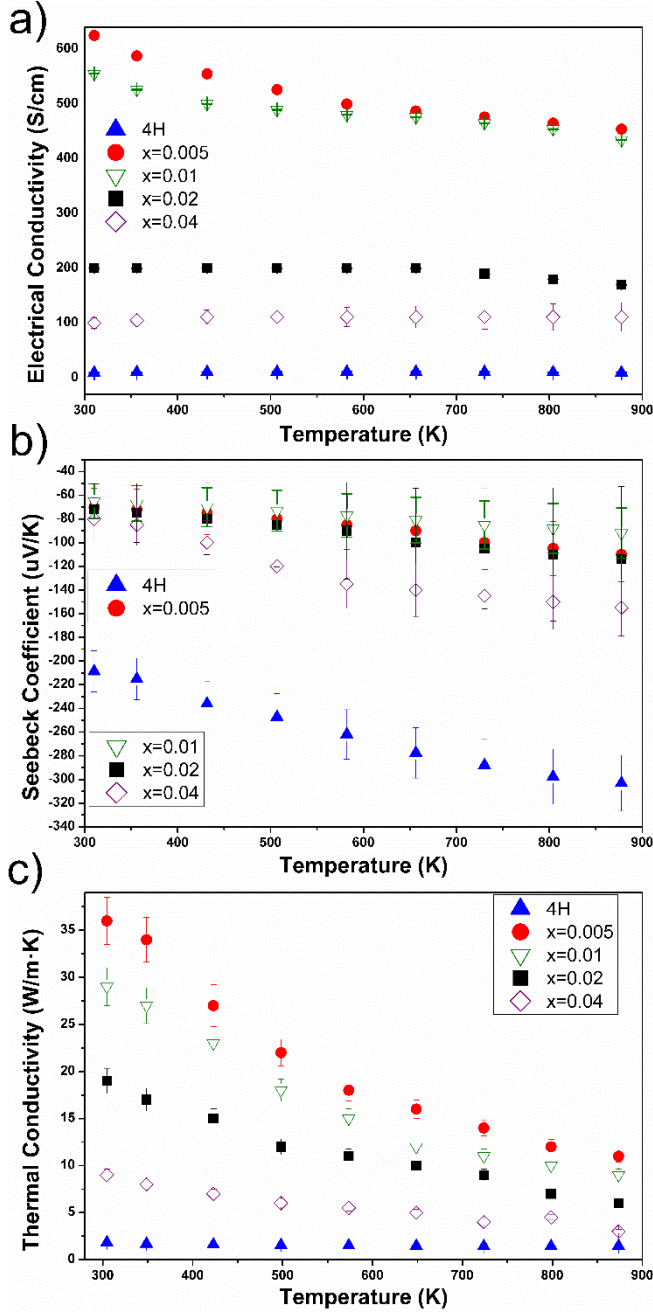 a)
Electrical Conductivity (S/cm)
600
500
400
300
200
100
0
4H
x=0.005
x=0.01
x=0.02
x=0.04
300 400 500 600 700 800 900
Temperature (K)
b)
Seebeck Coefficient (uV/K)
-40
-60
-80
-100
-120
-140
-160
-180
-200
-220
-240
-260
-280
-300
-320
-340
4H
x=0.005
x=0.01
x=0.02
x=0.04
300 400 500 600 700 800 900
Temperature (K)
c)
Thermal Conductivity (W/m·K)
35
30
25
20
15
10
5
0
4H
x=0.005
x=0.01
x=0.02
x=0.04
300 400 500 600 700 800 900
Temperature (K)